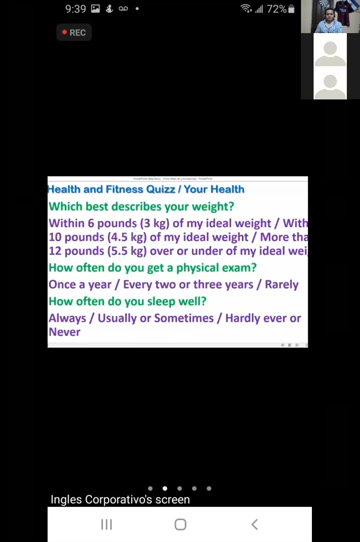 9:39
72%
REC
Health and Fitness Quizz / Your Health
Which best describes your weight?
Within 6 pounds (3 kg) of my ideal weight / With
10 pounds (4.5 kg) of my ideal weight / More tha
12 pounds (5.5 kg) over or under of my ideal wei
How often do you get a physical exam?
Once a year / Every two or three years / Rarely
How often do you sleep well?
Always / Usually or Sometimes / Hardly ever or
Never
Ingles Corporativo's screen